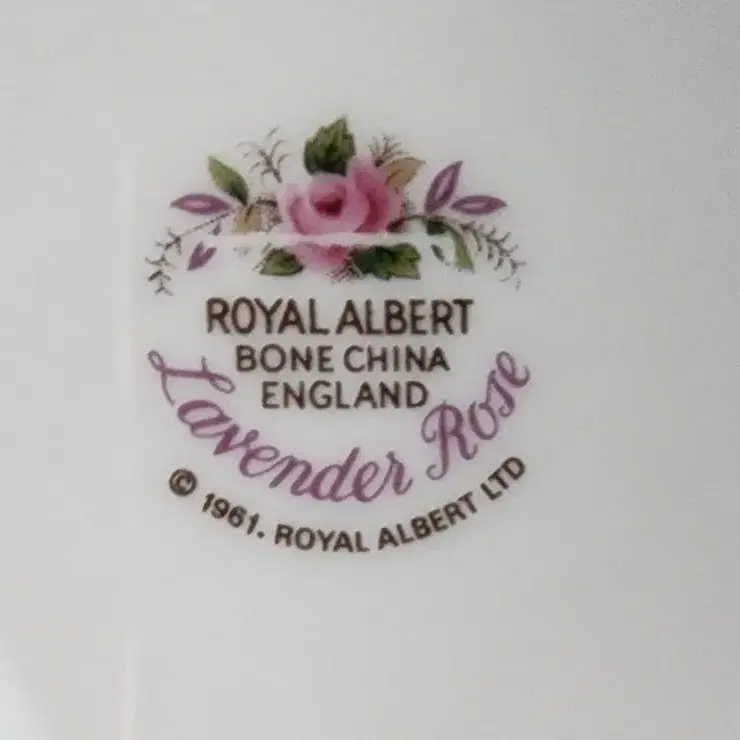 ROYAL ALBERT
BONE CHINA
ENGLAND
Lavender Rose
© 1961. ROYAL ALBERT LTD